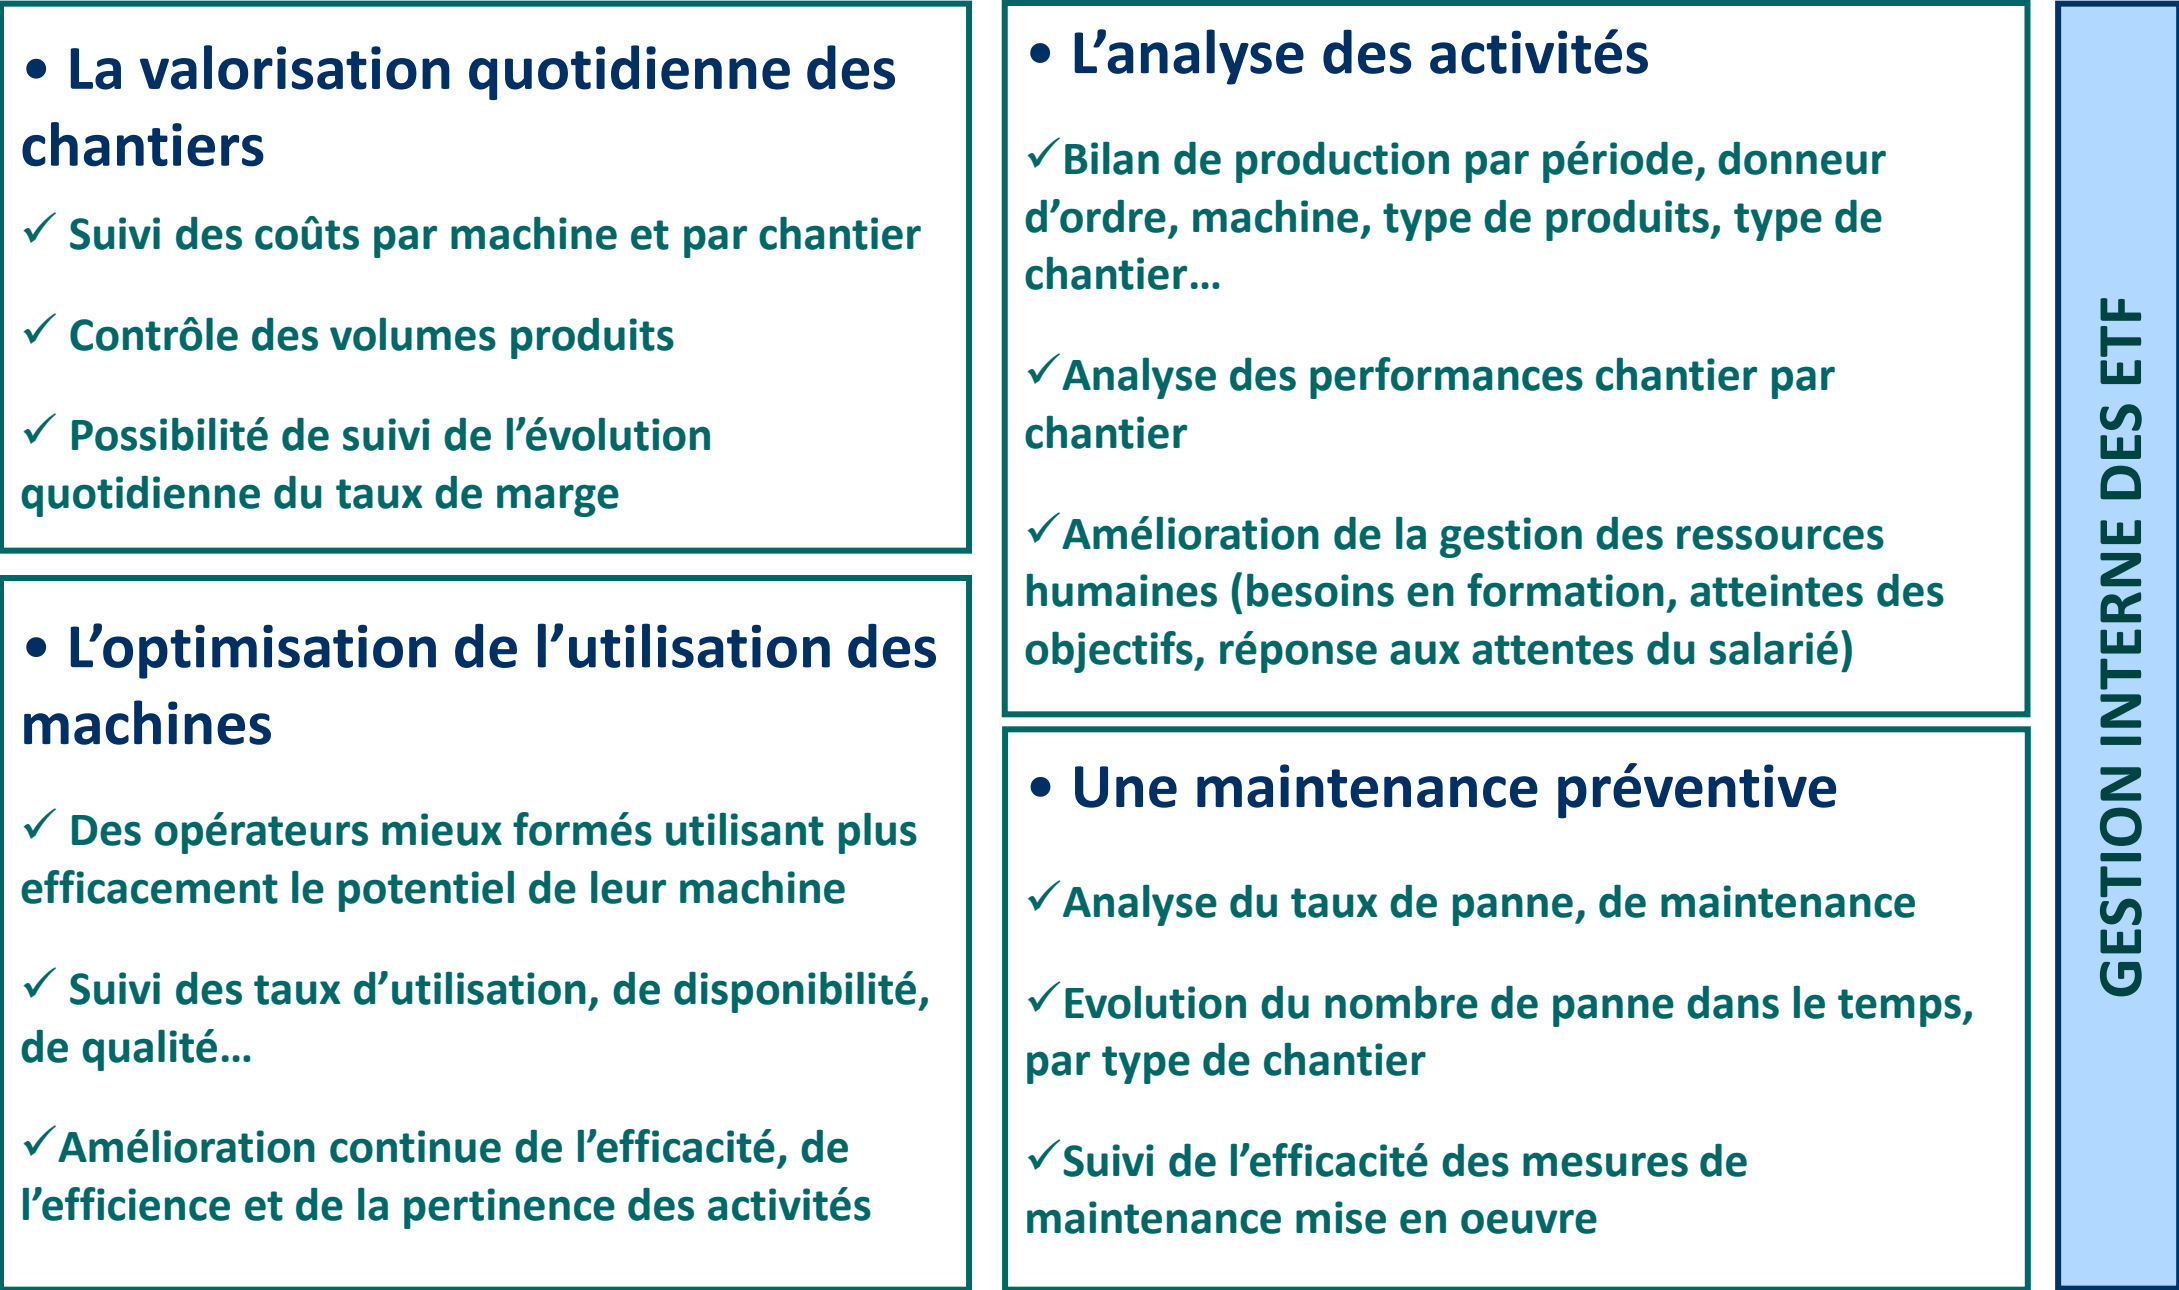 • La valorisation quotidienne des
chantiers
✓ Suivi des coûts par machine et par chantier
✓ Contrôle des volumes produits
✓ Possibilité de suivi de l’évolution
quotidienne du taux de marge
• L’optimisation de l’utilisation des
machines
✓ Des opérateurs mieux formés utilisant plus
efficacement le potentiel de leur machine
✓ Suivi des taux d’utilisation, de disponibilité,
de qualité…
✓Amélioration continue de l’efficacité, de
l’efficience et de la pertinence des activités
• L’analyse des activités
✓Bilan de production par période, donneur
d’ordre, machine, type de produits, type de
chantier…
✓Analyse des performances chantier par
chantier
✓Amélioration de la gestion des ressources
humaines (besoins en formation, atteintes des
objectifs, réponse aux attentes du salarié)
• Une maintenance préventive
✓Analyse du taux de panne, de maintenance
✓Evolution du nombre de panne dans le temps,
par type de chantier
✓Suivi de l’efficacité des mesures de
maintenance mise en oeuvre
GESTION INTERNE DES ETF